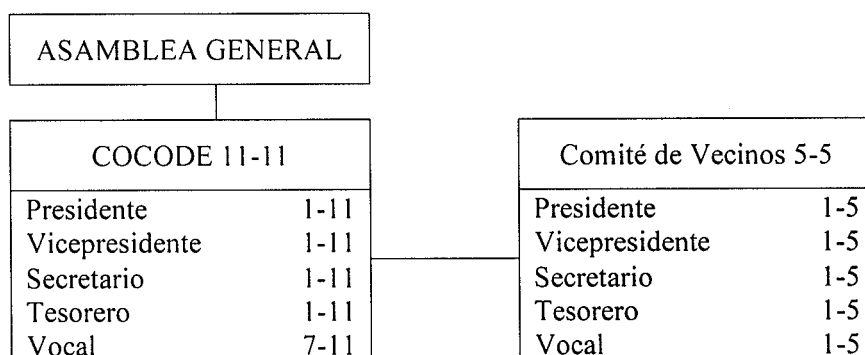 ASAMBLEA GENERAL
COCODE 11-11
Presidente 1-11
Vicepresidente 1-11
Secretario 1-11
Tesorero 1-11
Vocal 7-11
Comité de Vecinos 5-5
Presidente 1-5
Vicepresidente 1-5
Secretario 1-5
Tesorero 1-5
Vocal 1-5